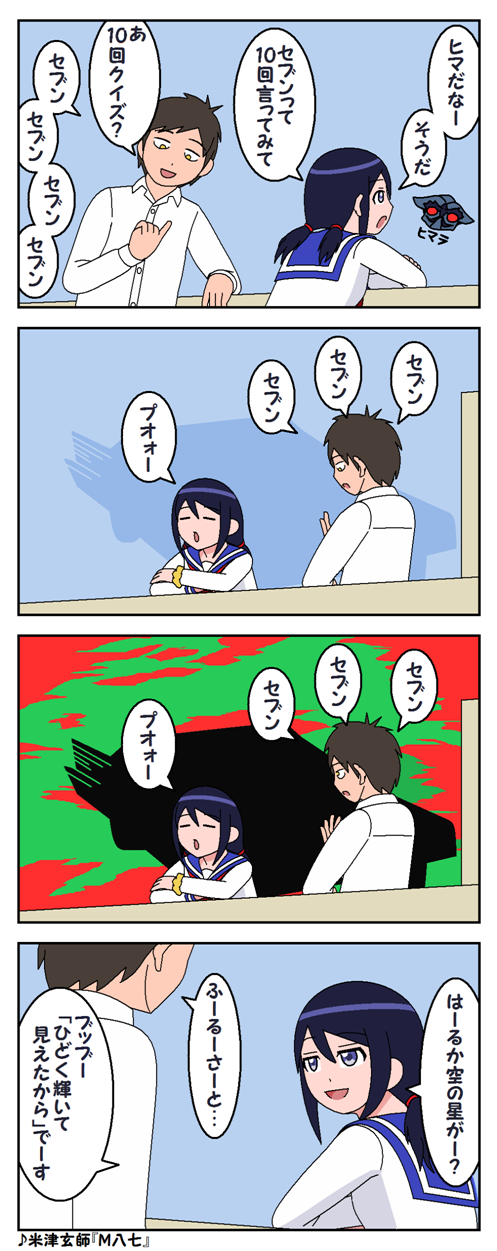 ヒマだなー
そうだ
ヒマラ
セブンって
10回言ってみて
あ
10回クイズ?
セブン
セブン
セブン
セブン
セブン
セブン
セブン
プオォー
セブン
セブン
セブン
プオォー
はーるか空の星がー?
ふーるーさーと…
ブッブー
「ひどく輝いて
見えたから」でーす
♪米津玄師『M八七』